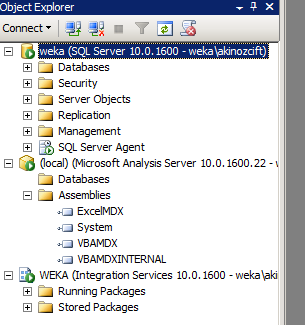 Object Explorer
Connect
weka (SQL Server 10.0.1600 - weka\akinozcift)
Databases
Security
Server Objects
Replication
Management
SQL Server Agent
(local) (Microsoft Analysis Server 10.0.1600.22 - w
Databases
Assemblies
ExcelMDX
System
VBAMDX
VBAMDXINTERNAL
WEKA (Integration Services 10.0.1600 - weka\aki
Running Packages
Stored Packages